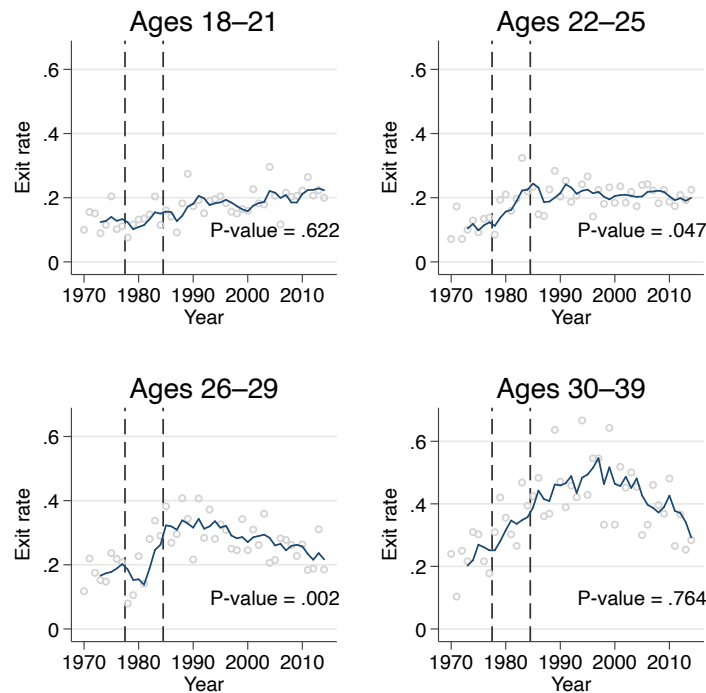 Ages 18–21
Ages 22–25
Exit rate
.6
.4
.2
0
P-value = .622
1970 1980 1990 2000 2010
Year
Exit rate
.6
.4
.2
0
P-value = .047
1970 1980 1990 2000 2010
Year
Ages 26–29
Ages 30–39
Exit rate
.6
.4
.2
0
P-value = .002
1970 1980 1990 2000 2010
Year
Exit rate
.6
.4
.2
0
P-value = .764
1970 1980 1990 2000 2010
Year